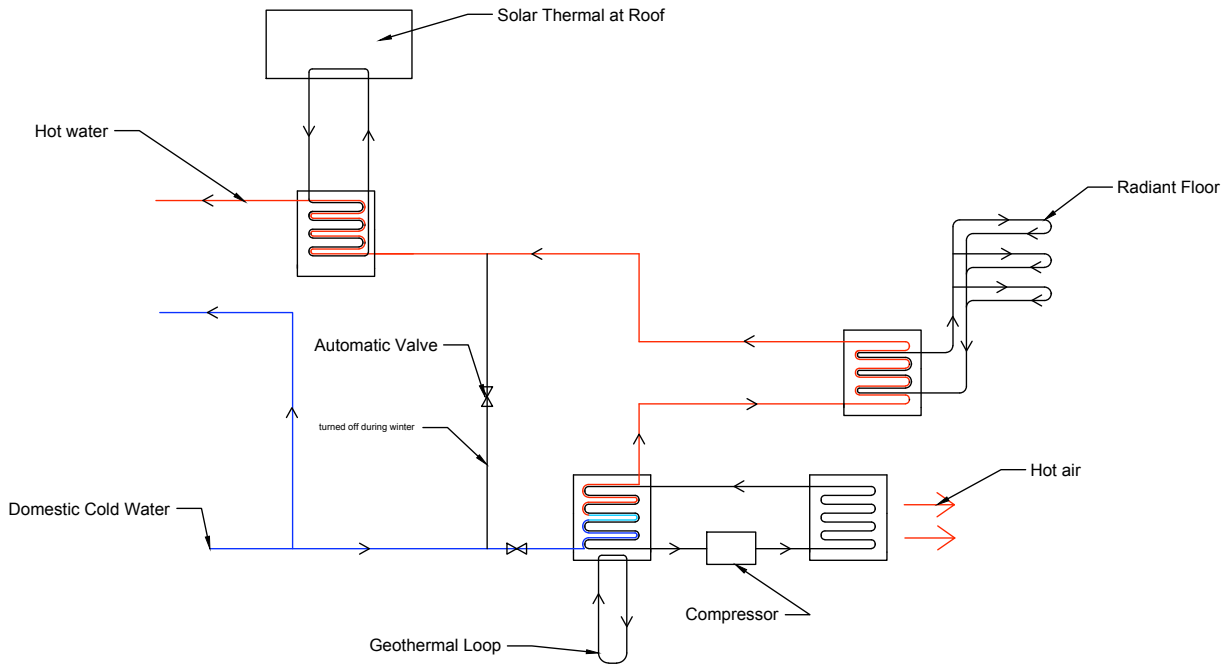 Solar Thermal at Roof
Hot water
Radiant Floor
Automatic Valve
turned off during winter
Hot air
Domestic Cold Water
Compressor
Geothermal Loop